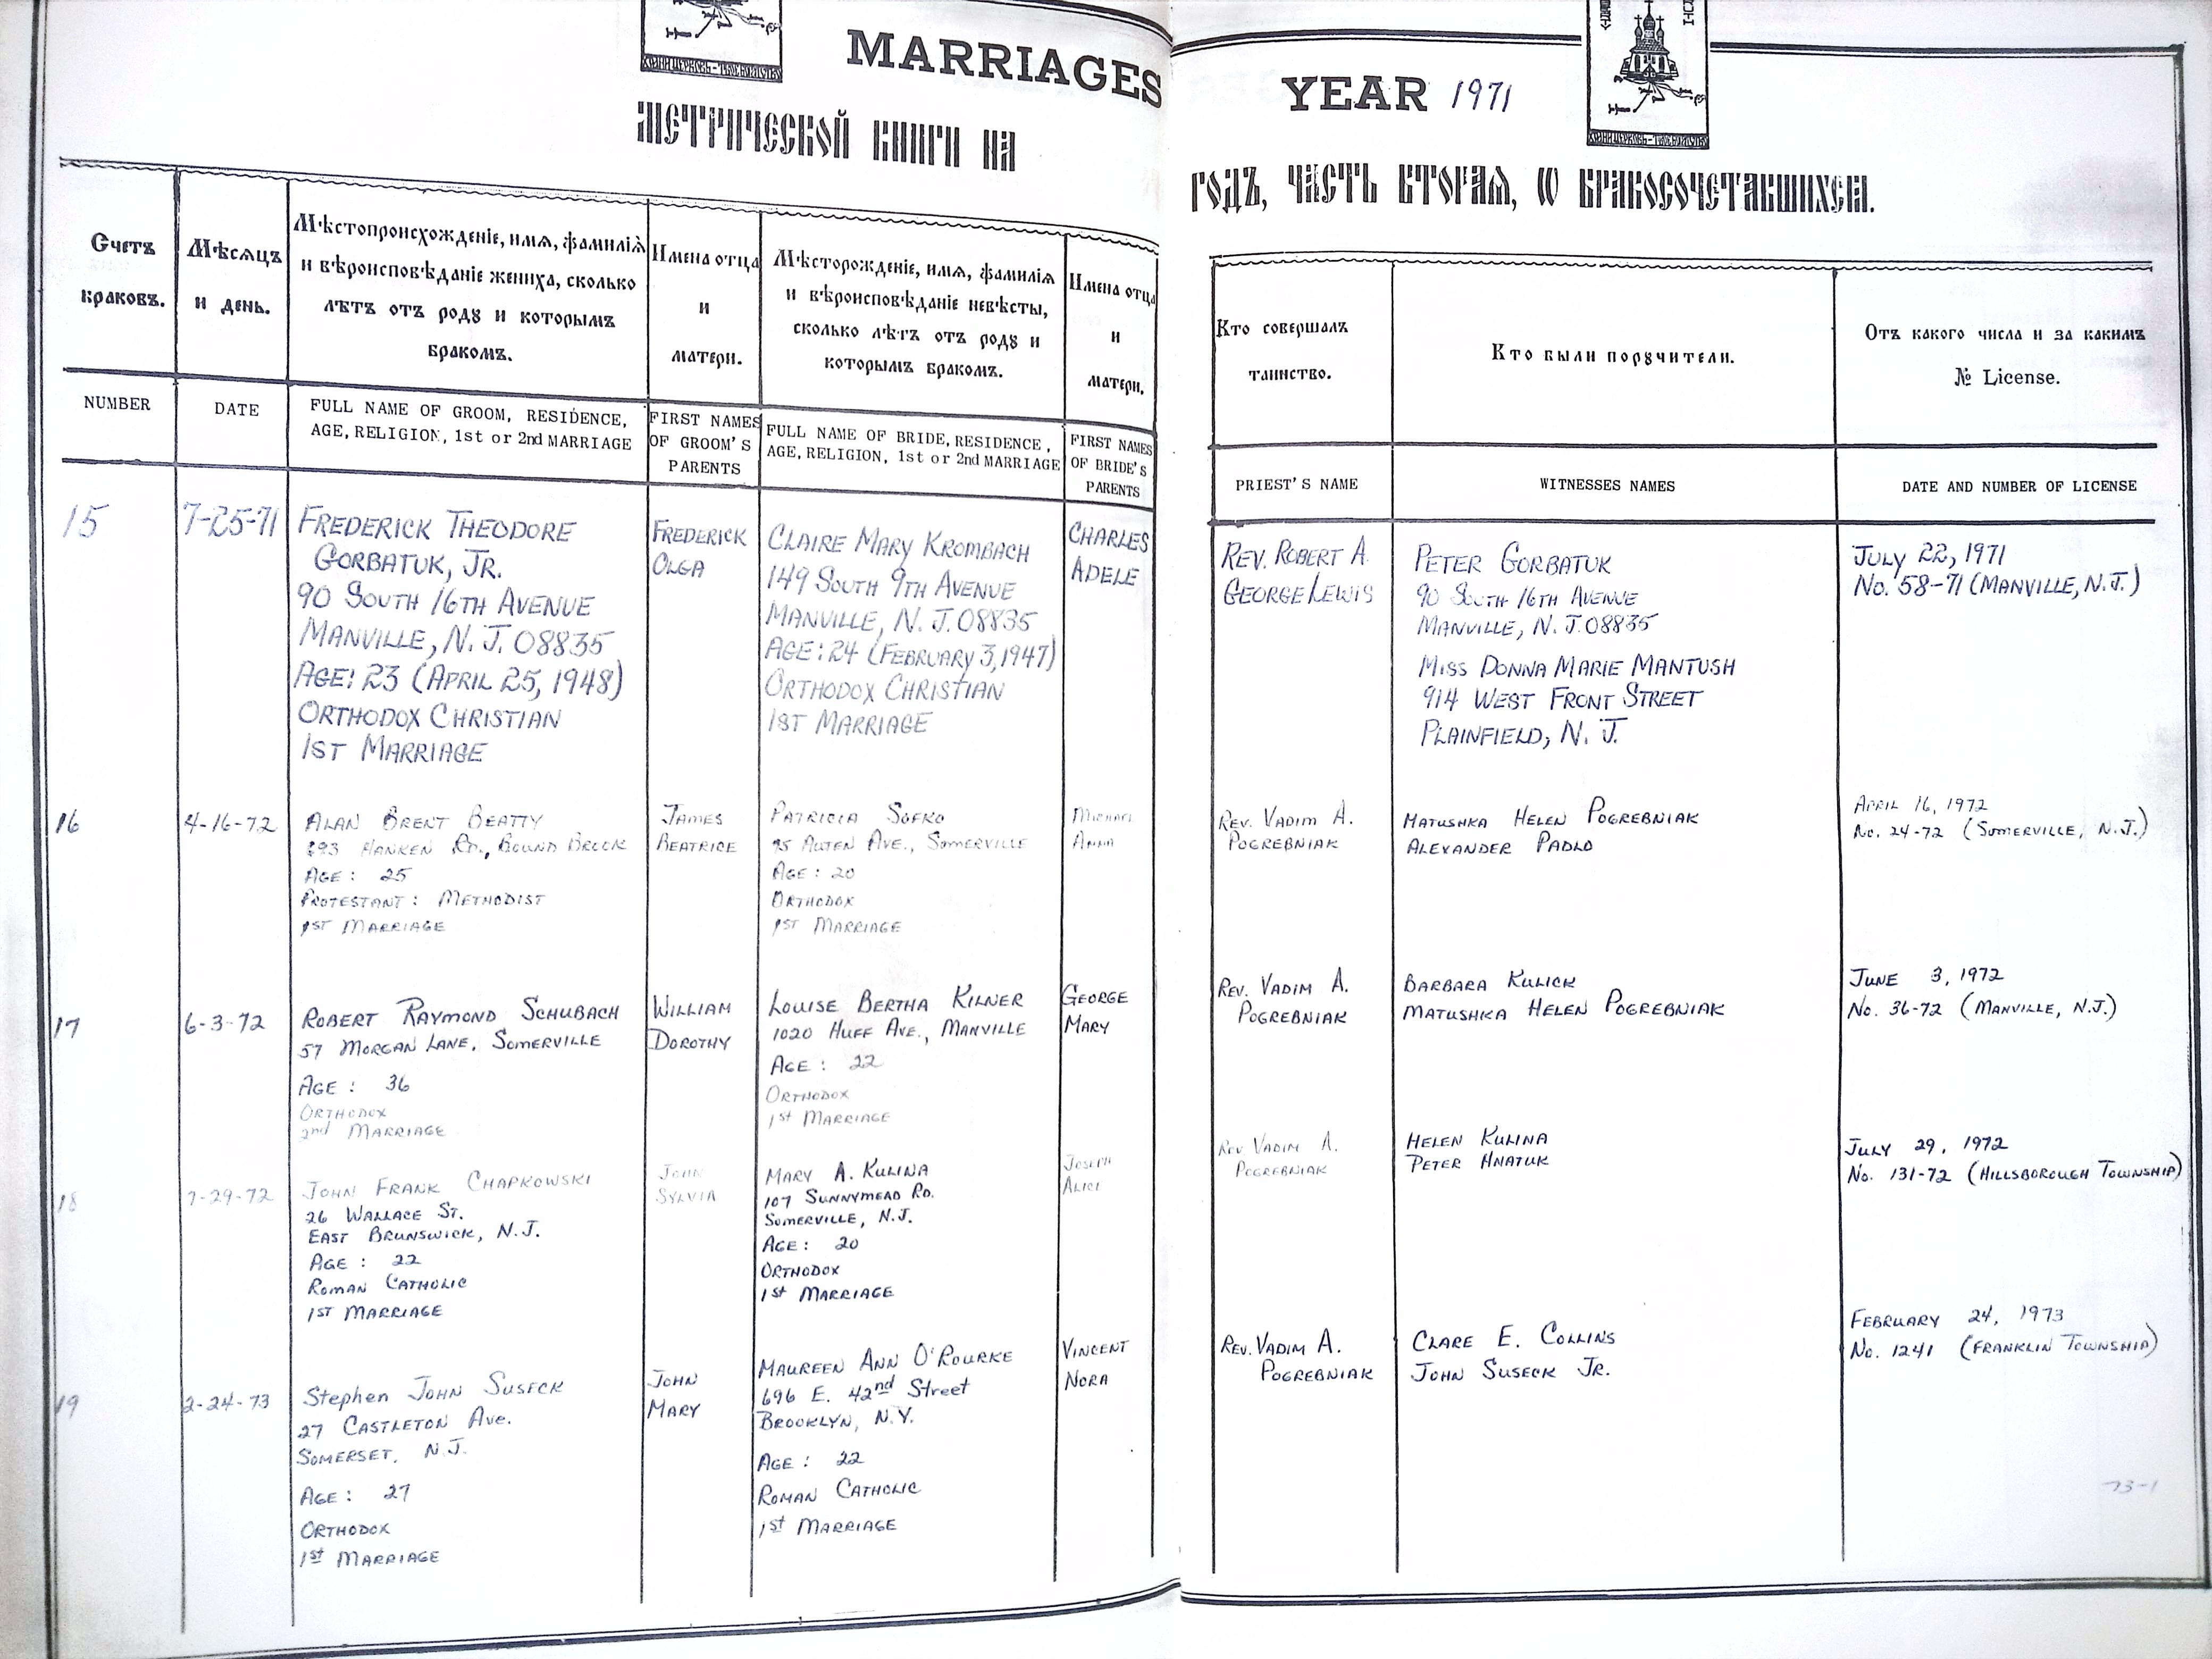 MARRIAGES
YEAR 1971
МЕТРИЧЕСКОЙ КНИГИ НА
ГОДЪ, ЧАСТЬ ВТОРАѦ, Ѡ БРАКОСОЧЕТАВШИХСѦ.
Счетъ
браковъ.
Мѣсѧцъ
и день.
Мѣстопроисхожденіе, имѧ, фамиліѧ
и вѣроисповѣданіе жениха, сколько
лѣтъ отъ родꙋ и которымъ
бракомъ.
Имена отца
и
матери.
Мѣсторожденіе, имѧ, фамиліѧ
и вѣроисповѣданіе невѣсты,
сколько лѣтъ отъ родꙋ и
которымъ бракомъ.
Имена отца
и
матери.
Кто совершалъ
таинство.
Кто были порꙋчители.
Отъ какого числа и за какимъ
№ License.
NUMBER
DATE
FULL NAME OF GROOM, RESIDENCE,
AGE, RELIGION, 1st or 2nd MARRIAGE
FIRST NAMES
OF GROOM'S
PARENTS
FULL NAME OF BRIDE, RESIDENCE,
AGE, RELIGION, 1st or 2nd MARRIAGE
FIRST NAMES
OF BRIDE'S
PARENTS
PRIEST'S NAME
WITNESSES NAMES
DATE AND NUMBER OF LICENSE
15
7-25-71
FREDERICK THEODORE
GORBATUK, JR.
90 SOUTH 16TH AVENUE
MANVILLE, N. J. 08835
AGE: 23 (APRIL 25, 1948)
ORTHODOX CHRISTIAN
1ST MARRIAGE
FREDERICK
OLGA
CLAIRE MARY KROMBACH
149 SOUTH 9TH AVENUE
MANVILLE, N. J. 08835
AGE: 24 (FEBRUARY 3, 1947)
ORTHODOX CHRISTIAN
1ST MARRIAGE
CHARLES
ADELE
REV. ROBERT A.
GEORGE LEWIS
PETER GORBATUK
90 SOUTH 16TH AVENUE
MANVILLE, N. J. 08835
MISS DONNA MARIE MANTUSH
914 WEST FRONT STREET
PLAINFIELD, N. J.
JULY 22, 1971
NO. 58-71 (MANVILLE, N.J.)
16
4-16-72
ALAN BRENT BEATTY
HANKEN RD., BOUND BROOK
AGE: 25
PROTESTANT: METHODIST
1ST MARRIAGE
JAMES
BEATRICE
PATRICIA SOFKO
AUTEN AVE., SOMERVILLE
AGE: 20
ORTHODOX
1ST MARRIAGE
MICHAEL
ANNA
REV. VADIM A.
POGREBNIAK
MATUSHKA HELEN POGREBNIAK
ALEXANDER PADLO
APRIL 16, 1972
NO. 24-72 (SOMERVILLE, N.J.)
17
6-3-72
ROBERT RAYMOND SCHUBACH
57 MORGAN LANE, SOMERVILLE
AGE: 36
ORTHODOX
2nd MARRIAGE
WILLIAM
DOROTHY
LOUISE BERTHA KILNER
1020 HUFF AVE., MANVILLE
AGE: 22
ORTHODOX
1st MARRIAGE
GEORGE
MARY
REV. VADIM A.
POGREBNIAK
BARBARA KULICK
MATUSHKA HELEN POGREBNIAK
JUNE 3, 1972
NO. 36-72 (MANVILLE, N.J.)
18
7-29-72
JOHN FRANK CHAPKOWSKI
26 WALLACE ST.
EAST BRUNSWICK, N.J.
AGE: 22
ROMAN CATHOLIC
1ST MARRIAGE
JOHN
SYLVIA
MARY A. KULINA
107 SUNNYMEAD RD.
SOMERVILLE, N.J.
AGE: 20
ORTHODOX
1st MARRIAGE
JOSEPH
ALICE
REV VADIM A.
POGREBNIAK
HELEN KULINA
PETER HNATUK
JULY 29, 1972
NO. 131-72 (HILLSBOROUGH TOWNSHIP)
19
2-24-73
Stephen JOHN SUSECK
27 CASTLETON Ave.
SOMERSET, N.J.
AGE: 27
ORTHODOX
1st MARRIAGE
JOHN
MARY
MAUREEN ANN O'ROURKE
696 E. 42nd Street
BROOKLYN, N.Y.
AGE: 22
ROMAN CATHOLIC
1st MARRIAGE
VINCENT
NORA
REV. VADIM A.
POGREBNIAK
CLARE E. COLLINS
JOHN SUSECK JR.
FEBRUARY 24, 1973
NO. 1241 (FRANKLIN TOWNSHIP)
73-1